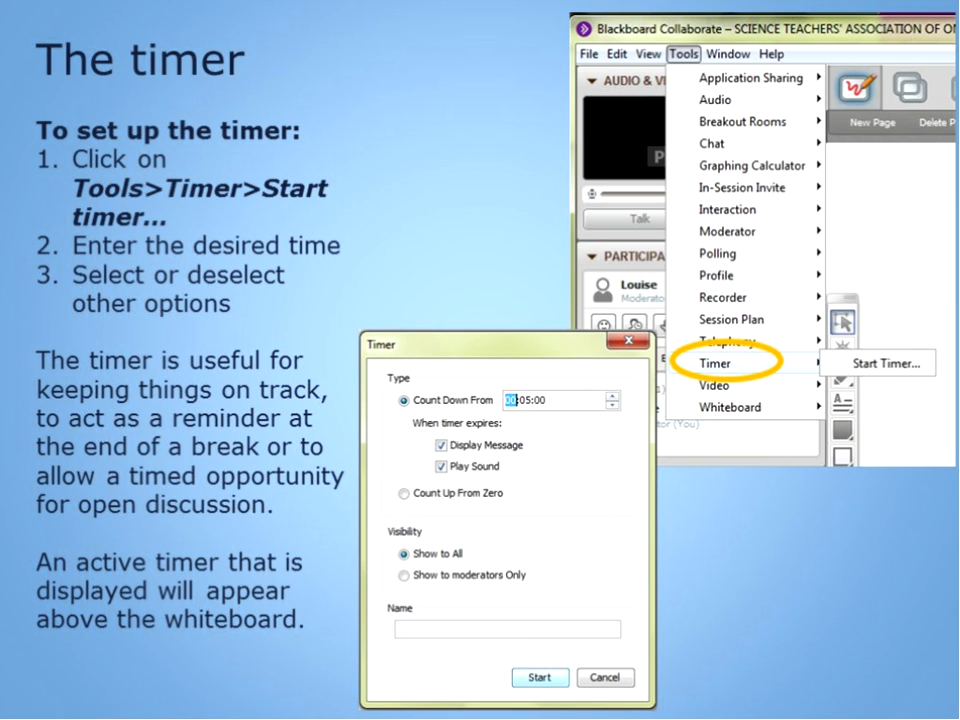 The timer
To set up the timer:
1. Click on
Tools>Timer>Start
timer...
2. Enter the desired time
3. Select or deselect
other options
The timer is useful for
keeping things on track,
to act as a reminder at
the end of a break or to
allow a timed opportunity
for open discussion.
An active timer that is
displayed will appear
above the whiteboard.
Blackboard Collaborate – SCIENCE TEACHERS' ASSOCIATION OF
File Edit View Tools Window Help
AUDIO &
Talk
Louise
Application Sharing
Audio
Breakout Rooms
Chat
Graphing Calculator
In-Session Invite
Interaction
Moderator
Polling
Profile
Recorder
Session Plan
Telephony
Timer
Video
Whiteboard
Start Timer...
New Page Delete
(You)
Timer
Type
Count Down From 00:05:00
When timer expires:
Display Message
Play Sound
Count Up From Zero
Visibility
Show to All
Show to moderators Only
Name
Start Cancel